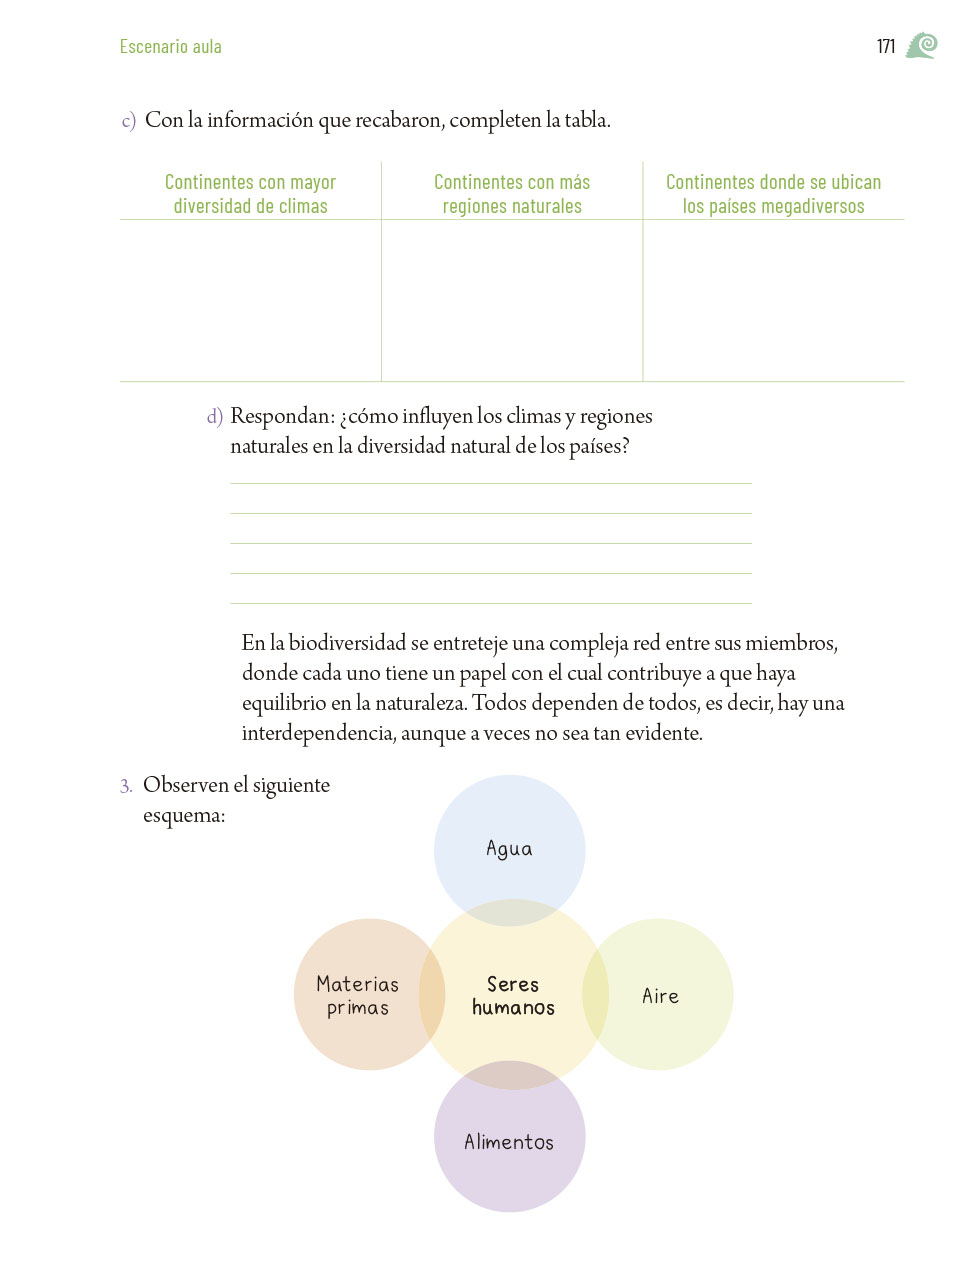 Escenario aula
171
c) Con la información que recabaron, completen la tabla.
Continentes con mayor
diversidad de climas
Continentes con más
regiones naturales
Continentes donde se ubican
los países megadiversos
d) Respondan: ¿cómo influyen los climas y regiones
naturales en la diversidad natural de los países?
En la biodiversidad se entreteje una compleja red entre sus miembros,
donde cada uno tiene un papel con el cual contribuye a que haya
equilibrio en la naturaleza. Todos dependen de todos, es decir, hay una
interdependencia, aunque a veces no sea tan evidente.
3. Observen el siguiente
esquema:
Agua
Materias
primas
Seres
humanos
Aire
Alimentos